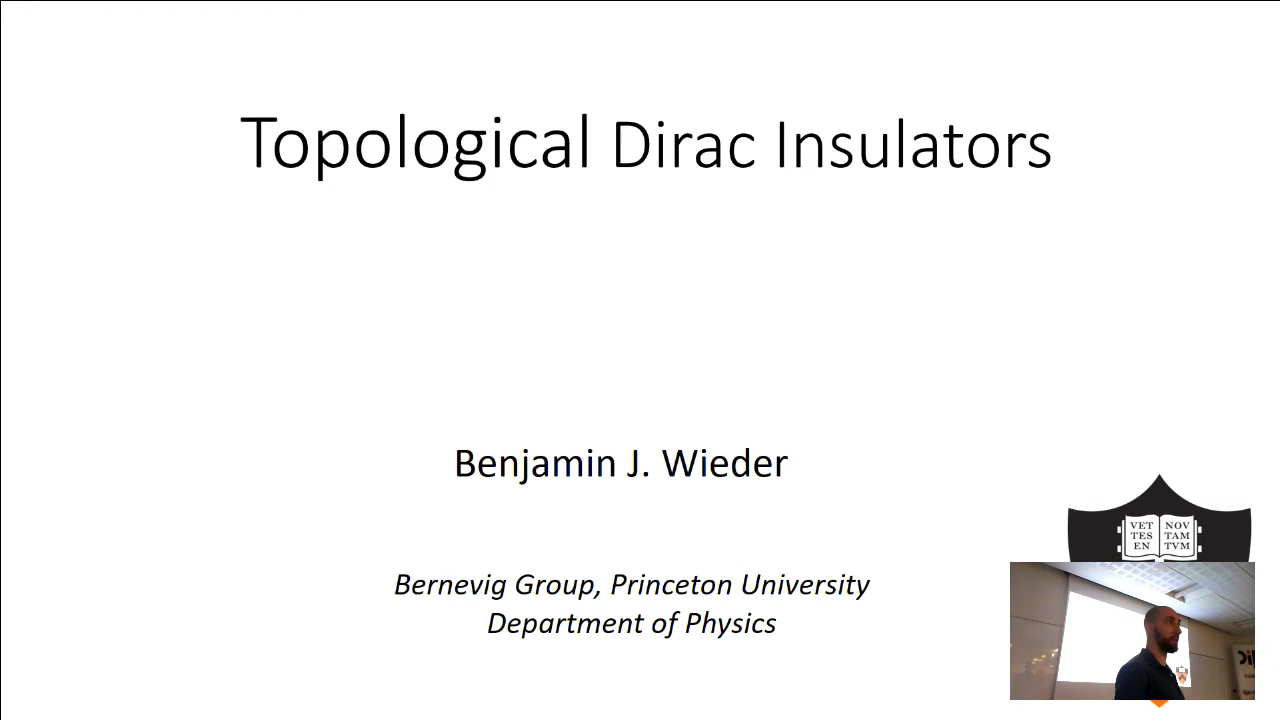 Topological Dirac Insulators
Benjamin J. Wieder
Bernevig Group, Princeton University
Department of Physics
VET NOV
TES TAM
EN TVM